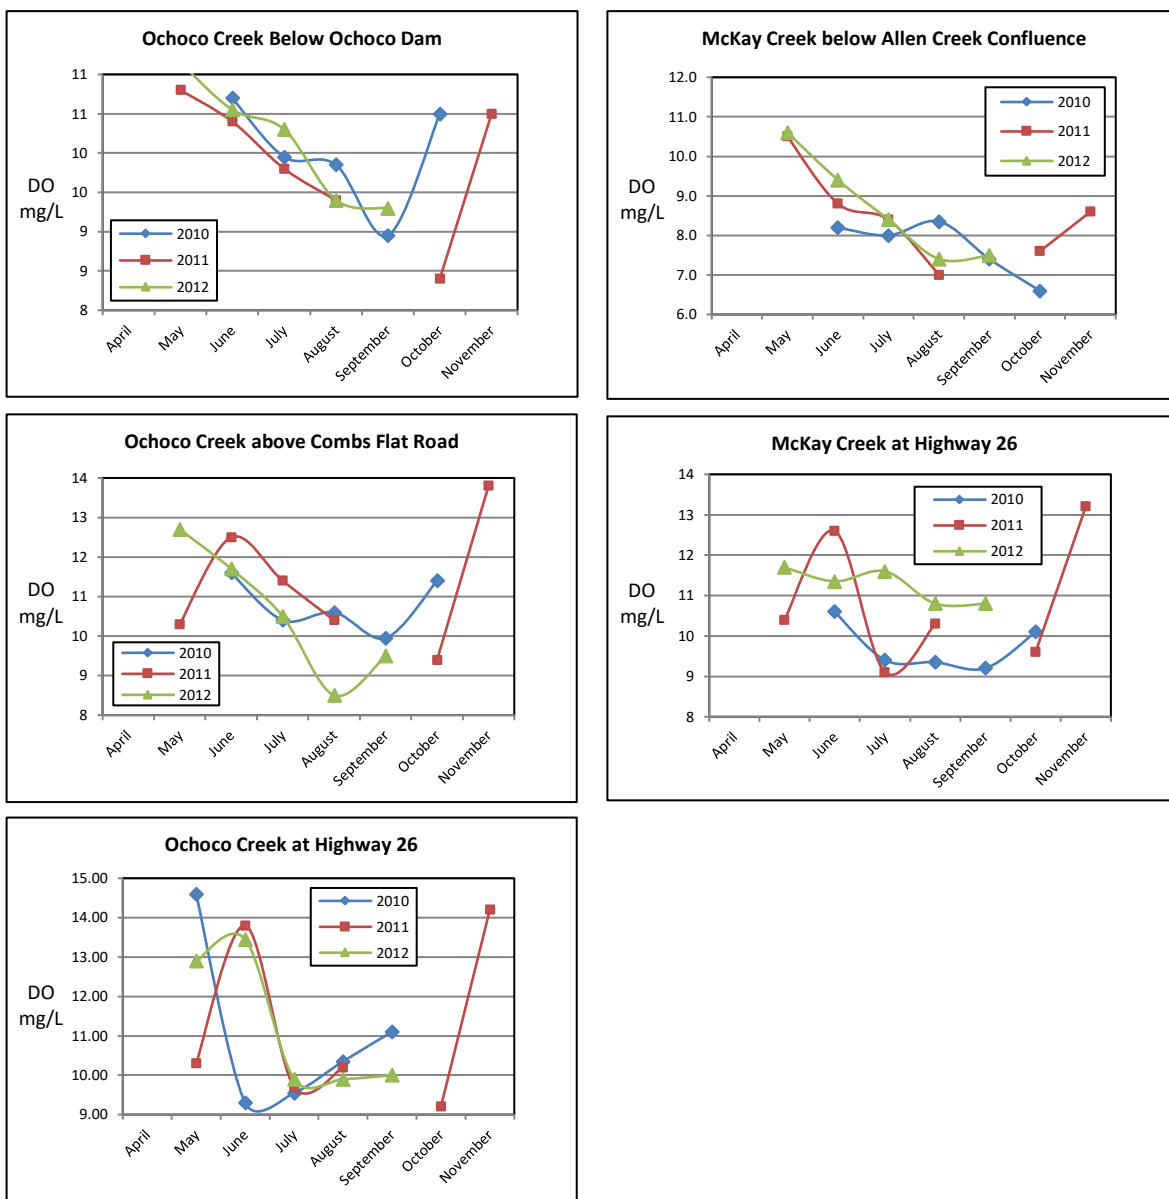 Ochoco Creek Below Ochoco Dam
11
11
10
10
9
9
8
DO
mg/L
2010
2011
2012
April
May
June
July
August
September
October
November
McKay Creek below Allen Creek Confluence
12.0
11.0
10.0
9.0
8.0
7.0
6.0
DO
mg/L
2010
2011
2012
April
May
June
July
August
September
October
November
Ochoco Creek above Combs Flat Road
14
13
12
11
10
9
8
DO
mg/L
2010
2011
2012
April
May
June
July
August
September
October
November
McKay Creek at Highway 26
14
13
12
11
10
9
8
DO
mg/L
2010
2011
2012
April
May
June
July
August
September
October
November
Ochoco Creek at Highway 26
15.00
14.00
13.00
12.00
11.00
10.00
9.00
DO
mg/L
2010
2011
2012
April
May
June
July
August
September
October
November